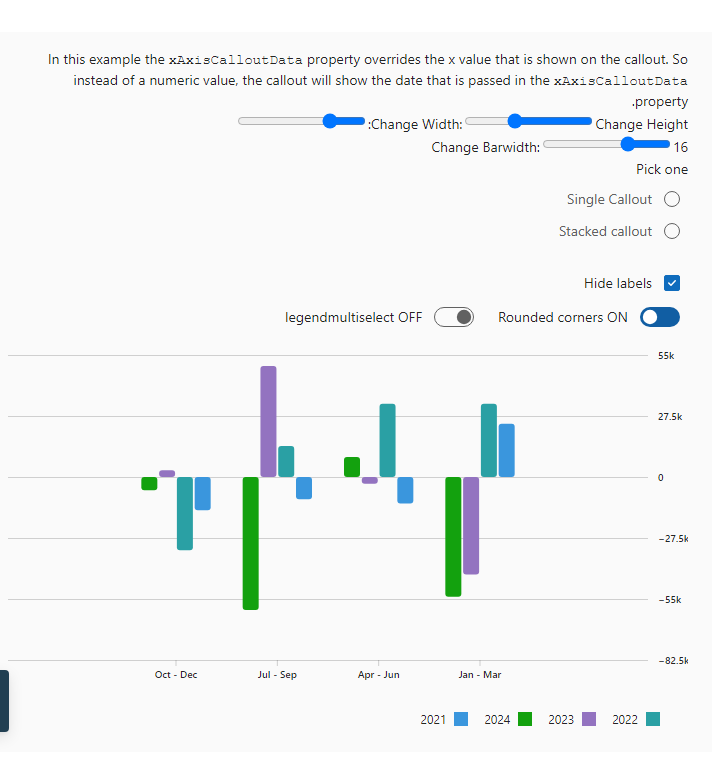 In this example the xAxisCalloutData property overrides the x value that is shown on the callout. So
instead of a numeric value, the callout will show the date that is passed in the xAxisCalloutData
.property
:Change Width: Change Height
Change Barwidth: 16
Pick one
Single Callout
Stacked callout
Hide labels
legendmultiselect OFF Rounded corners ON
55k
27.5k
0
−27.5k
−55k
−82.5k
Oct - Dec Jul - Sep Apr - Jun Jan - Mar
2021 2024 2023 2022